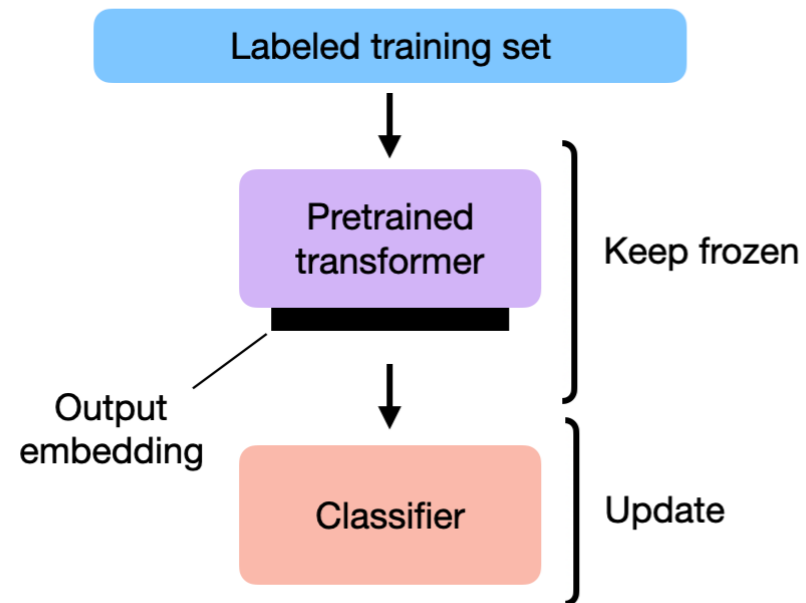 Labeled training set
Pretrained
transformer
Keep frozen
Output
embedding
Classifier
Update